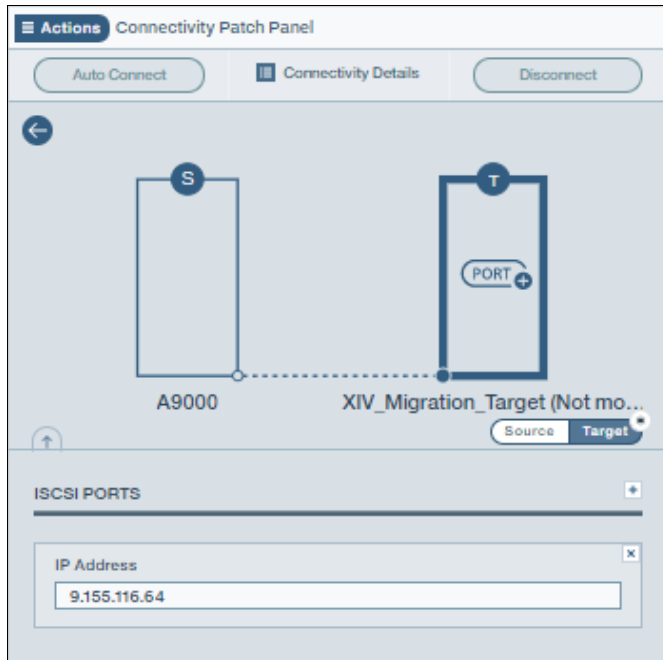 Actions Connectivity Patch Panel
Auto Connect Connectivity Details Disconnect
S T
PORT
A9000 XIV_Migration_Target (Not mo...
Source Target
ISCSI PORTS
IP Address
9.155.116.64